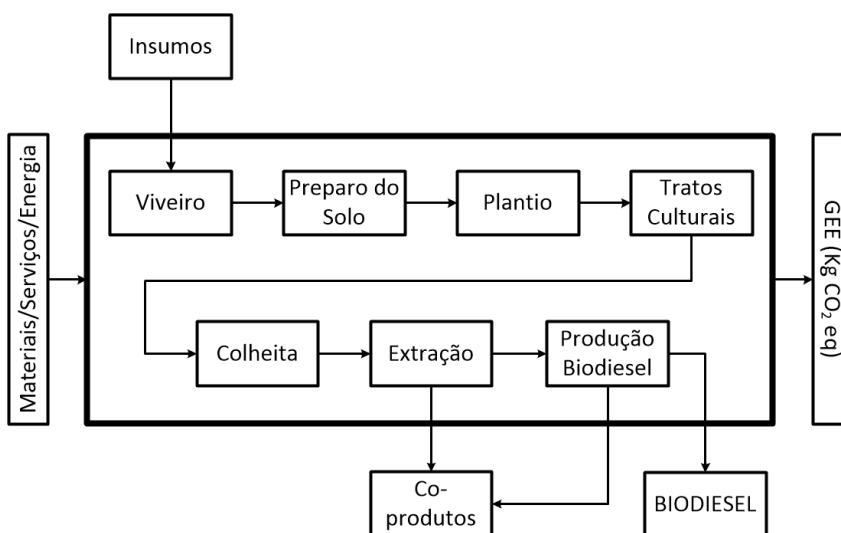 Insumos
Materiais/Serviços/Energia
Viveiro
Preparo do
Solo
Plantio
Tratos
Culturais
GEE (Kg CO₂ eq)
Colheita
Extração
Produção
Biodiesel
Co-
produtos
BIODIESEL